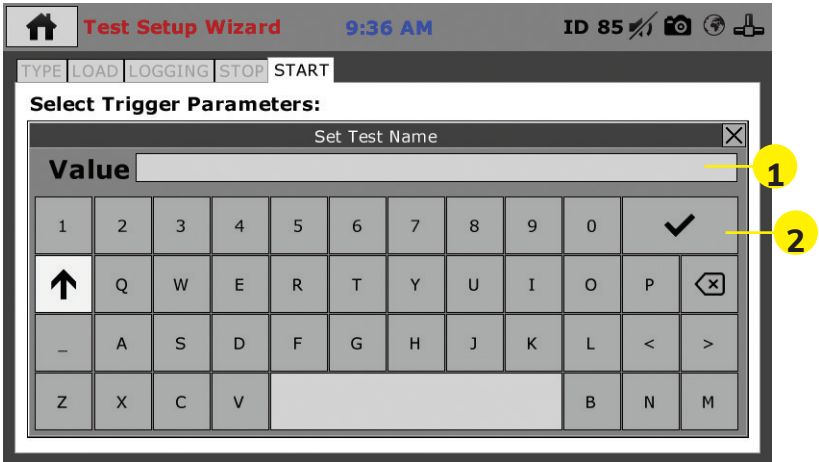 Test Setup Wizard 9:36 AM ID 85
TYPE LOAD LOGGING STOP START
Select Trigger Parameters:
Set Test Name
Value
1
1 2 3 4 5 6 7 8 9 0
2
Q W E R T Y U I O P
_ A S D F G H J K L < >
Z X C V B N M